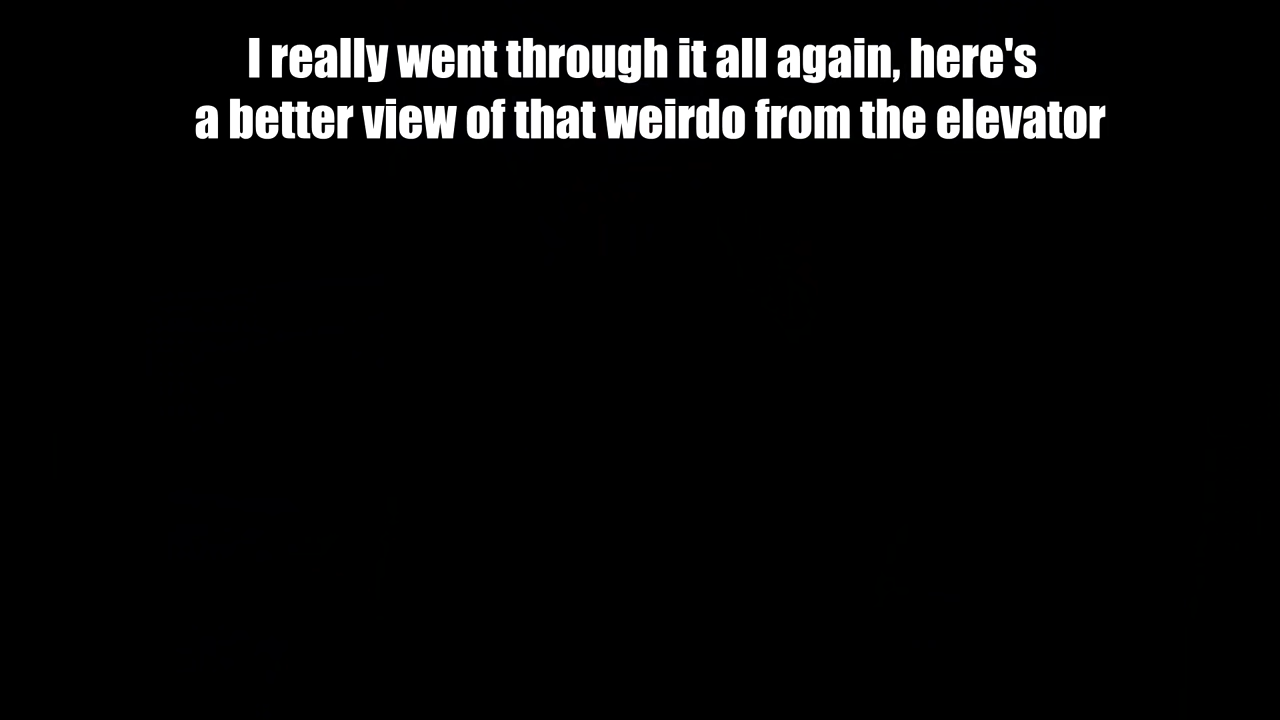 I really went through it all again, here's
a better view of that weirdo from the elevator